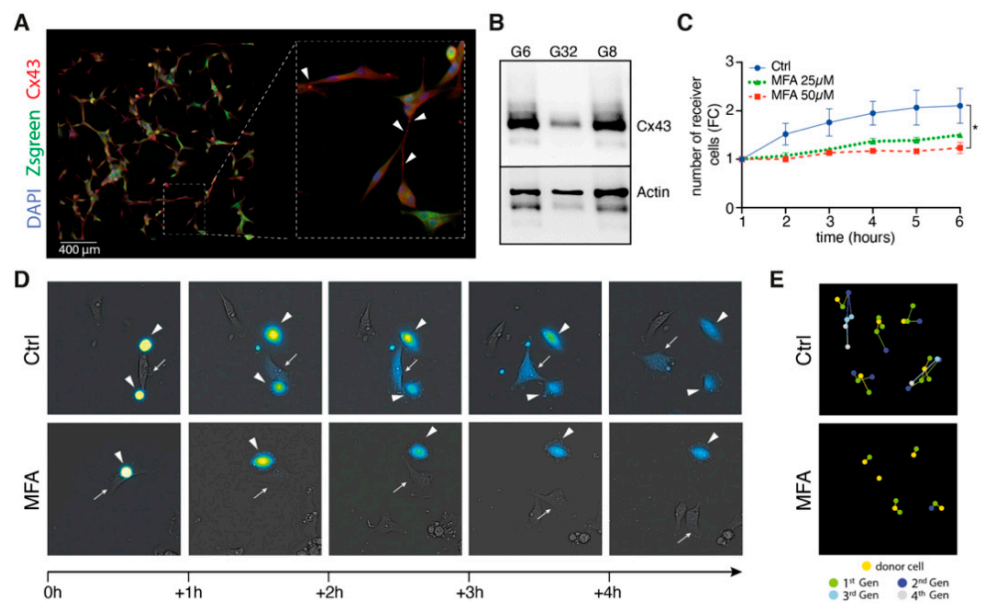 A
DAPI Zsgreen Cx43
400 µm
B
G6 G32 G8
Cx43
Actin
C
number of receiver
cells (FC)
3
2
1
0
Ctrl
MFA 25µM
MFA 50µM
*
1 2 3 4 5 6
time (hours)
D
Ctrl
MFA
0h +1h +2h +3h +4h
E
Ctrl
MFA
donor cell
1st Gen 2nd Gen
3rd Gen 4th Gen